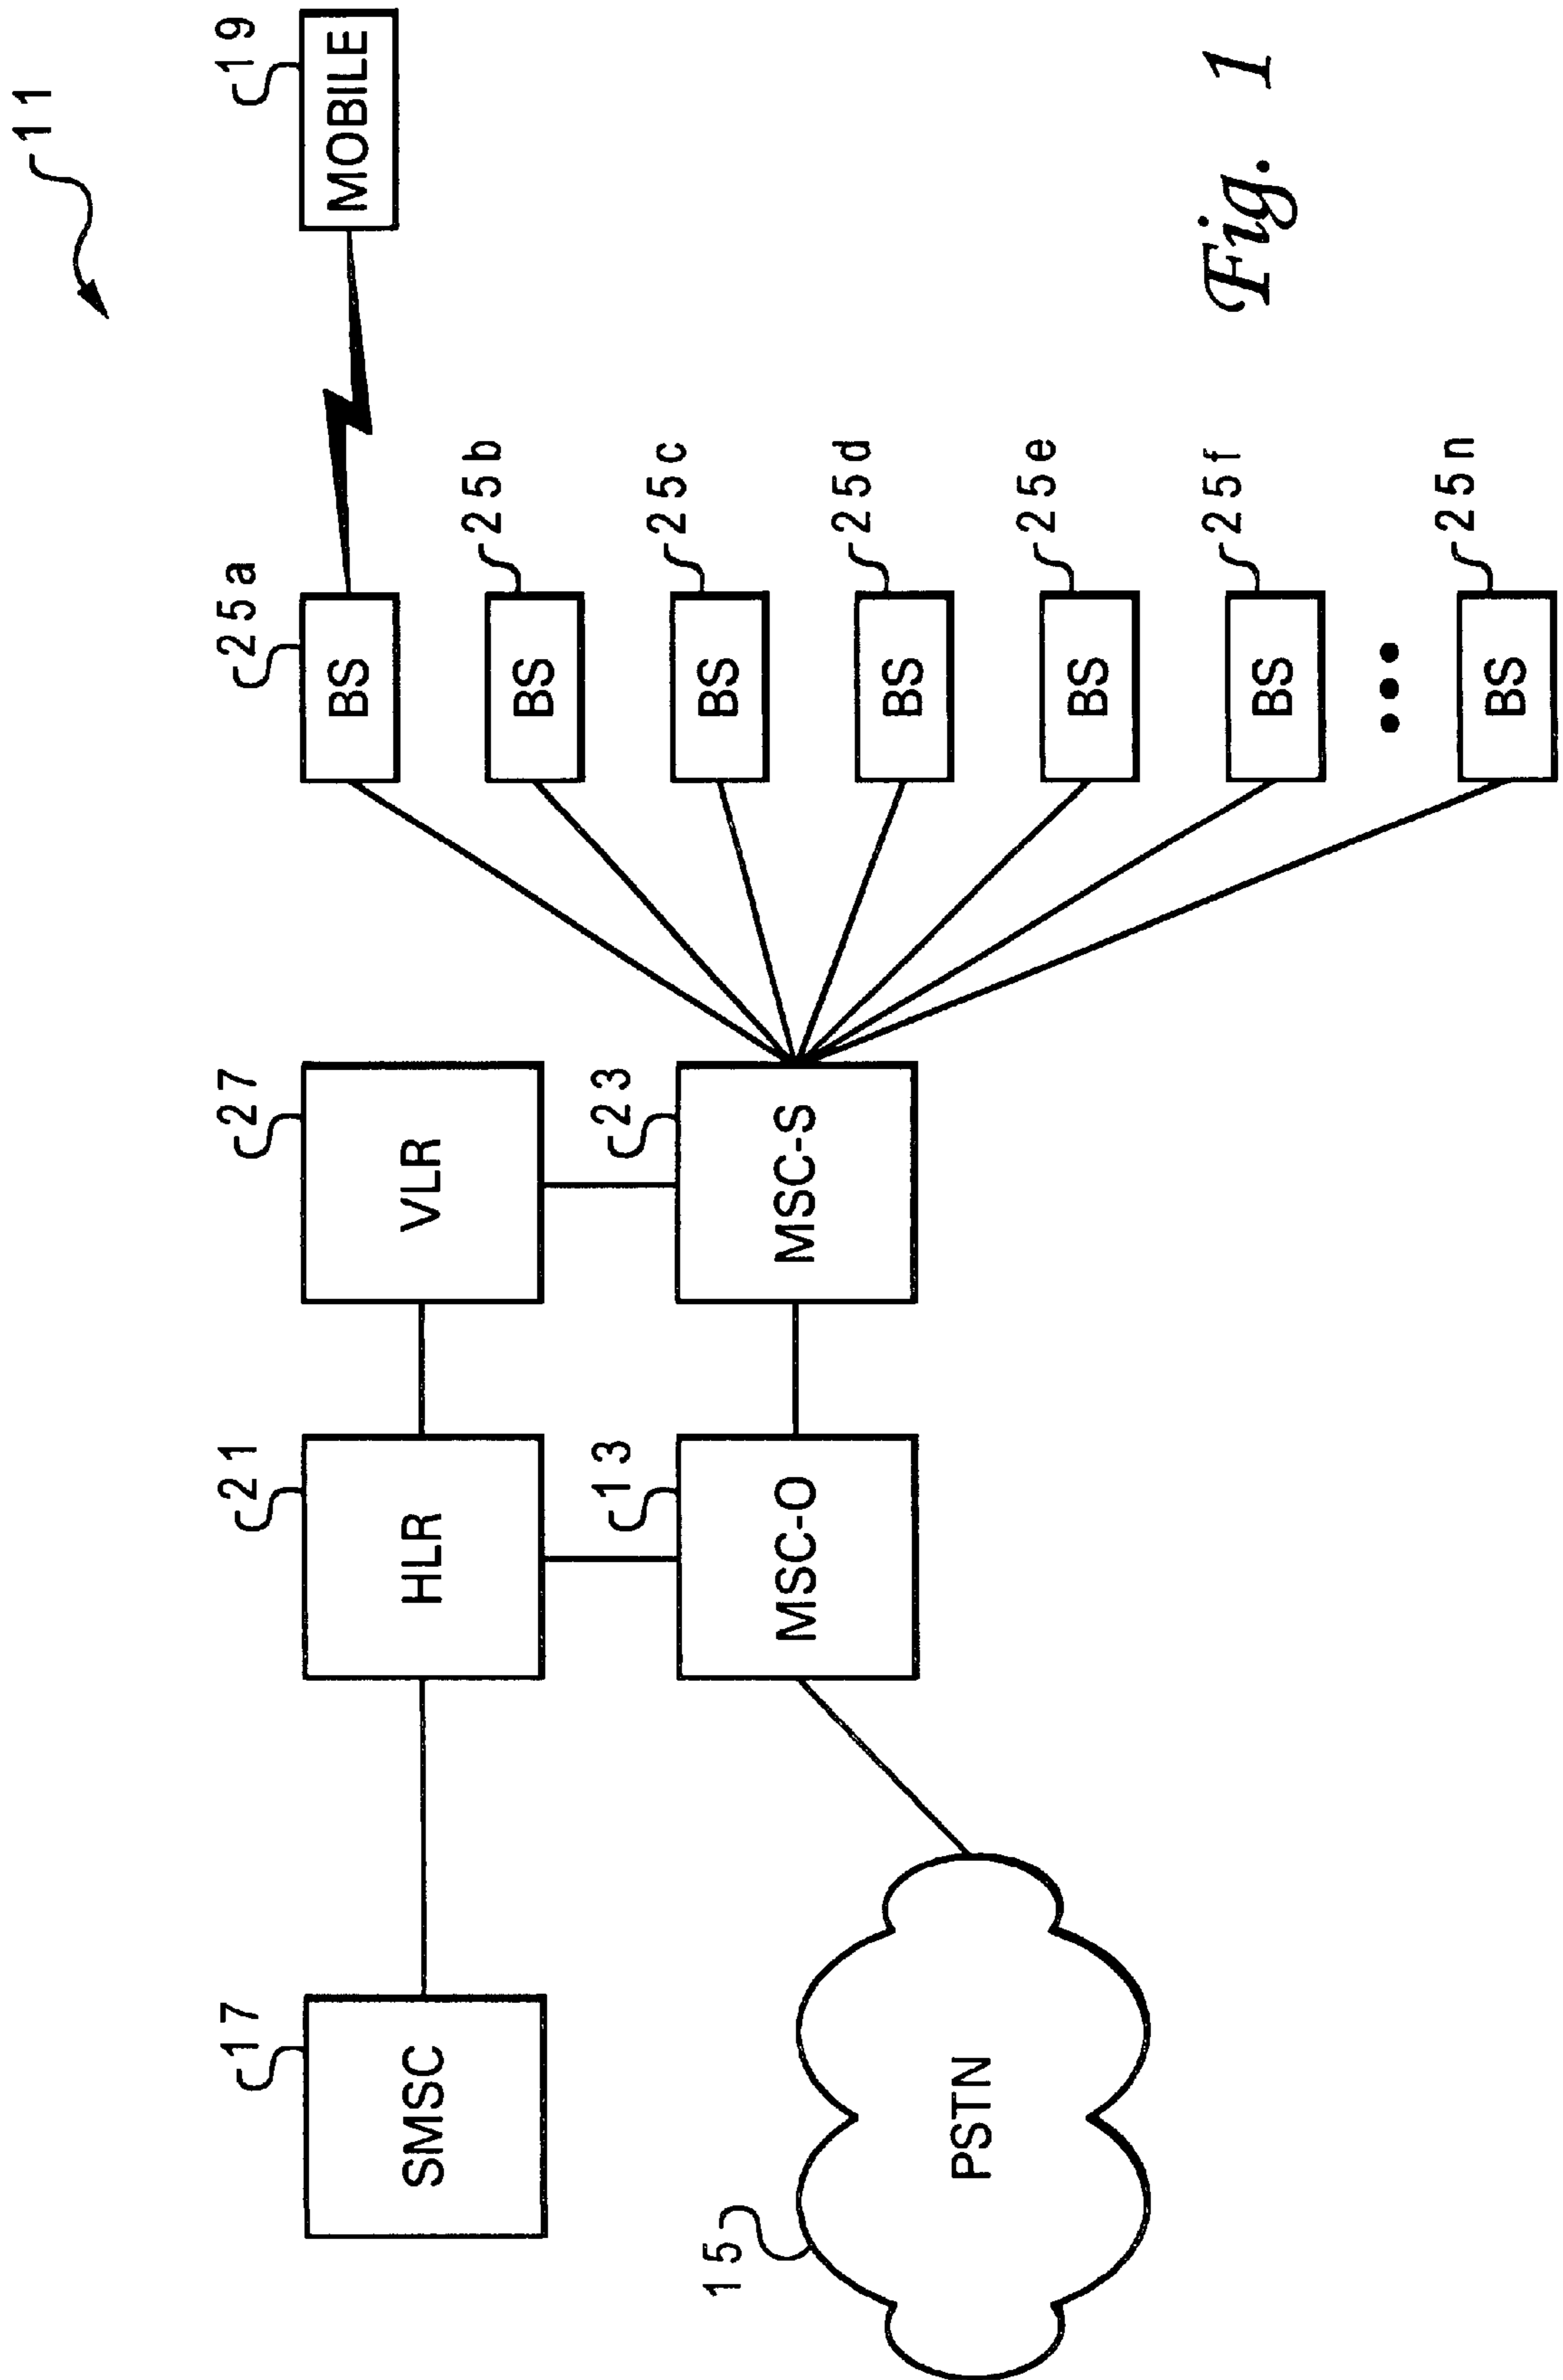 11
17
SMSC
21
HLR
27
VLR
25a
BS
19
MOBILE
25b
BS
15
PSTN
13
MSC-O
23
MSC-S
25c
BS
25d
BS
25e
BS
25f
BS
25n
BS
Fig. 1